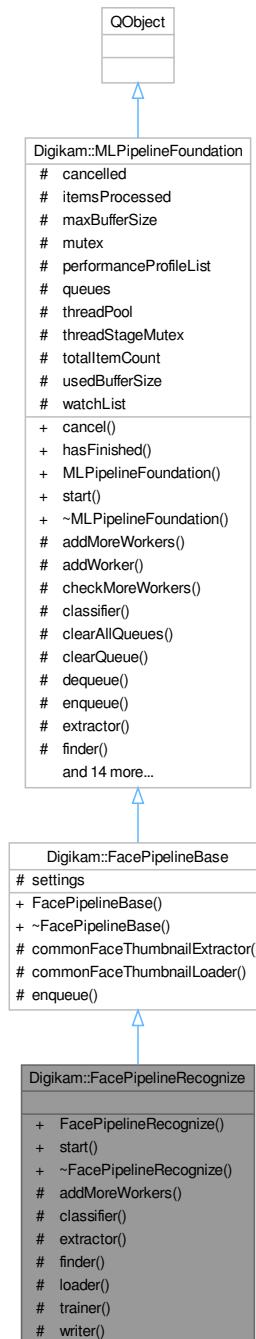 QObject
Digikam::MLPipelineFoundation
# cancelled
# itemsProcessed
# maxBufferSize
# mutex
# performanceProfileList
# queues
# threadPool
# threadStageMutex
# totalItemCount
# usedBufferSize
# watchList
+ cancel()
+ hasFinished()
+ MLPipelineFoundation()
+ start()
+ ~MLPipelineFoundation()
# addMoreWorkers()
# addWorker()
# checkMoreWorkers()
# classifier()
# clearAllQueues()
# clearQueue()
# dequeue()
# enqueue()
# extractor()
# finder()
and 14 more...
Digikam::FacePipelineBase
# settings
+ FacePipelineBase()
+ ~FacePipelineBase()
# commonFaceThumbnailExtractor()
# commonFaceThumbnailLoader()
# enqueue()
Digikam::FacePipelineRecognize
+ FacePipelineRecognize()
+ start()
+ ~FacePipelineRecognize()
# addMoreWorkers()
# classifier()
# extractor()
# finder()
# loader()
# trainer()
# writer()